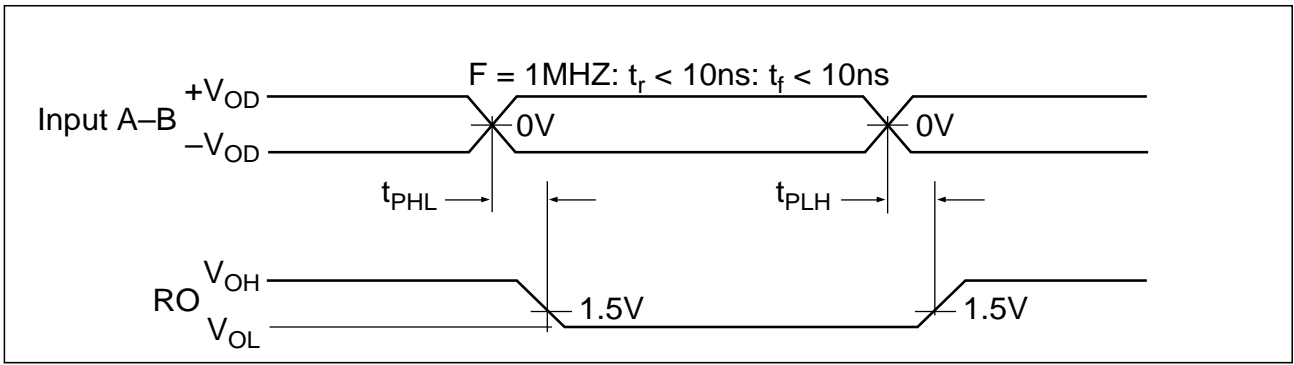 F = 1MHZ: tr < 10ns: tf < 10ns
+VOD
Input A–B
0V
0V
–VOD
tPHL
tPLH
VOH
RO
1.5V
1.5V
VOL